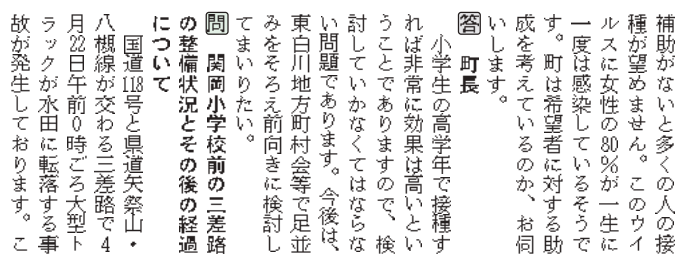 補助がないと多くの人の接
種が望めません。このウイ
ルスに女性の80％が一生に
一度は感染しているそうで
す。町は希望者に対する助
成を考えているのか、お伺
いします。
答 町長
小学生の高学年で接種す
れば非常に効果は高いとい
うことでありますので、検
討していかなくてはならな
い問題であります。今後は、
東白川地方町村会等で足並
みをそろえ前向きに検討し
てまいりたい。
問 関岡小学校前の三差路
の整備状況とその後の経過
について
国道118号と県道矢祭山・
八槻線が交わる三差路で4
月22日午前0時ごろ大型ト
ラックが水田に転落する事
故が発生しております。こ